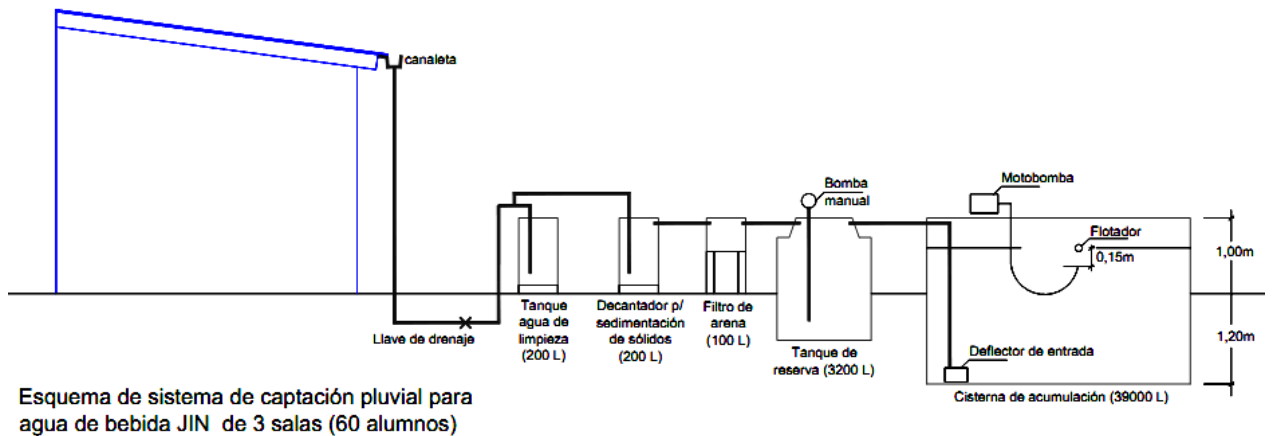 canaleta
Llave de drenaje
Tanque
agua de
limpieza
(200 L)
Decantador p/
sedimentación
de sólidos
(200 L)
Filtro de
arena
(100 L)
Bomba
manual
Tanque de
reserva (3200 L)
Motobomba
Flotador
0,15m
1,00m
1,20m
Deflector de entrada
Cisterna de acumulación (39000 L)
Esquema de sistema de captación pluvial para
agua de bebida JIN de 3 salas (60 alumnos)